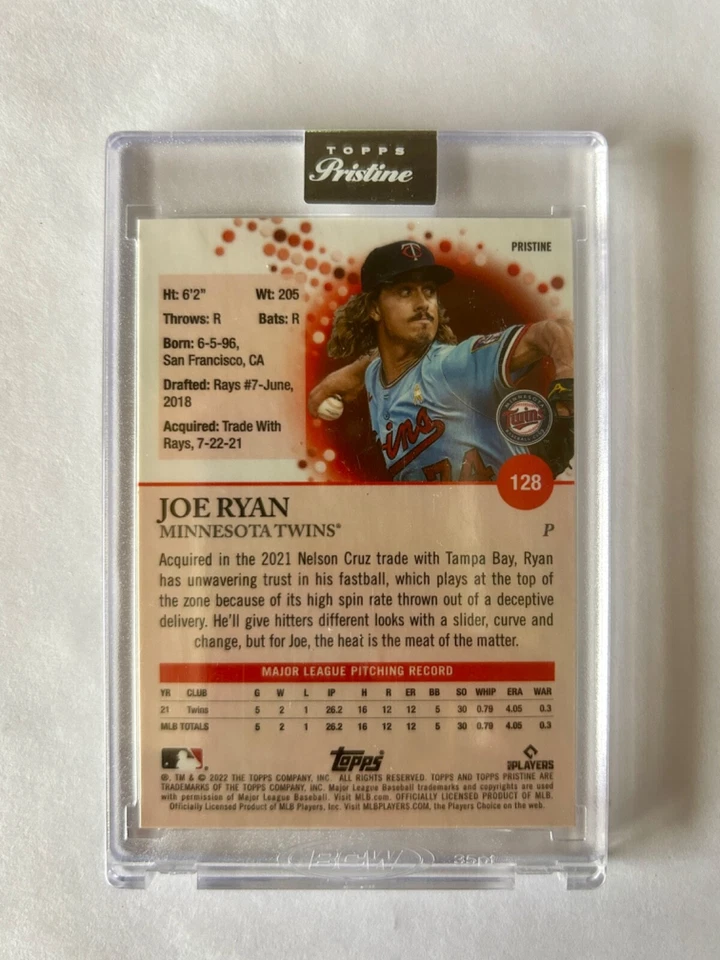 TOPPS
Pristine
PRISTINE
Ht: 6'2" Wt: 205
Throws: R Bats: R
Born: 6-5-96,
San Francisco, CA
Drafted: Rays #7-June,
2018
Acquired: Trade With
Rays, 7-22-21
T
MINNESOTA
Twins
BASEBALL CLUB
ins
74
128
JOE RYAN
MINNESOTA TWINS®
P
Acquired in the 2021 Nelson Cruz trade with Tampa Bay, Ryan
has unwavering trust in his fastball, which plays at the top of
the zone because of its high spin rate thrown out of a deceptive
delivery. He'll give hitters different looks with a slider, curve and
change, but for Joe, the heat is the meat of the matter.
MAJOR LEAGUE PITCHING RECORD
YR CLUB G W L IP H R ER BB SO WHIP ERA WAR
21 Twins 5 2 1 26.2 16 12 12 5 30 0.79 4.05 0.3
MLB TOTALS 5 2 1 26.2 16 12 12 5 30 0.79 4.05 0.3
topps
PLAYERS
®, TM & © 2022 THE TOPPS COMPANY, INC. ALL RIGHTS RESERVED. TOPPS AND TOPPS PRISTINE ARE
TRADEMARKS OF THE TOPPS COMPANY, INC. Major League Baseball trademarks and copyrights are used
with permission of Major League Baseball. Visit MLB.com. OFFICIALLY LICENSED PRODUCT OF MLB.
Officially Licensed Product of MLB Players, Inc. Visit MLBPLAYERS.COM, the Players Choice on the web.
35pt